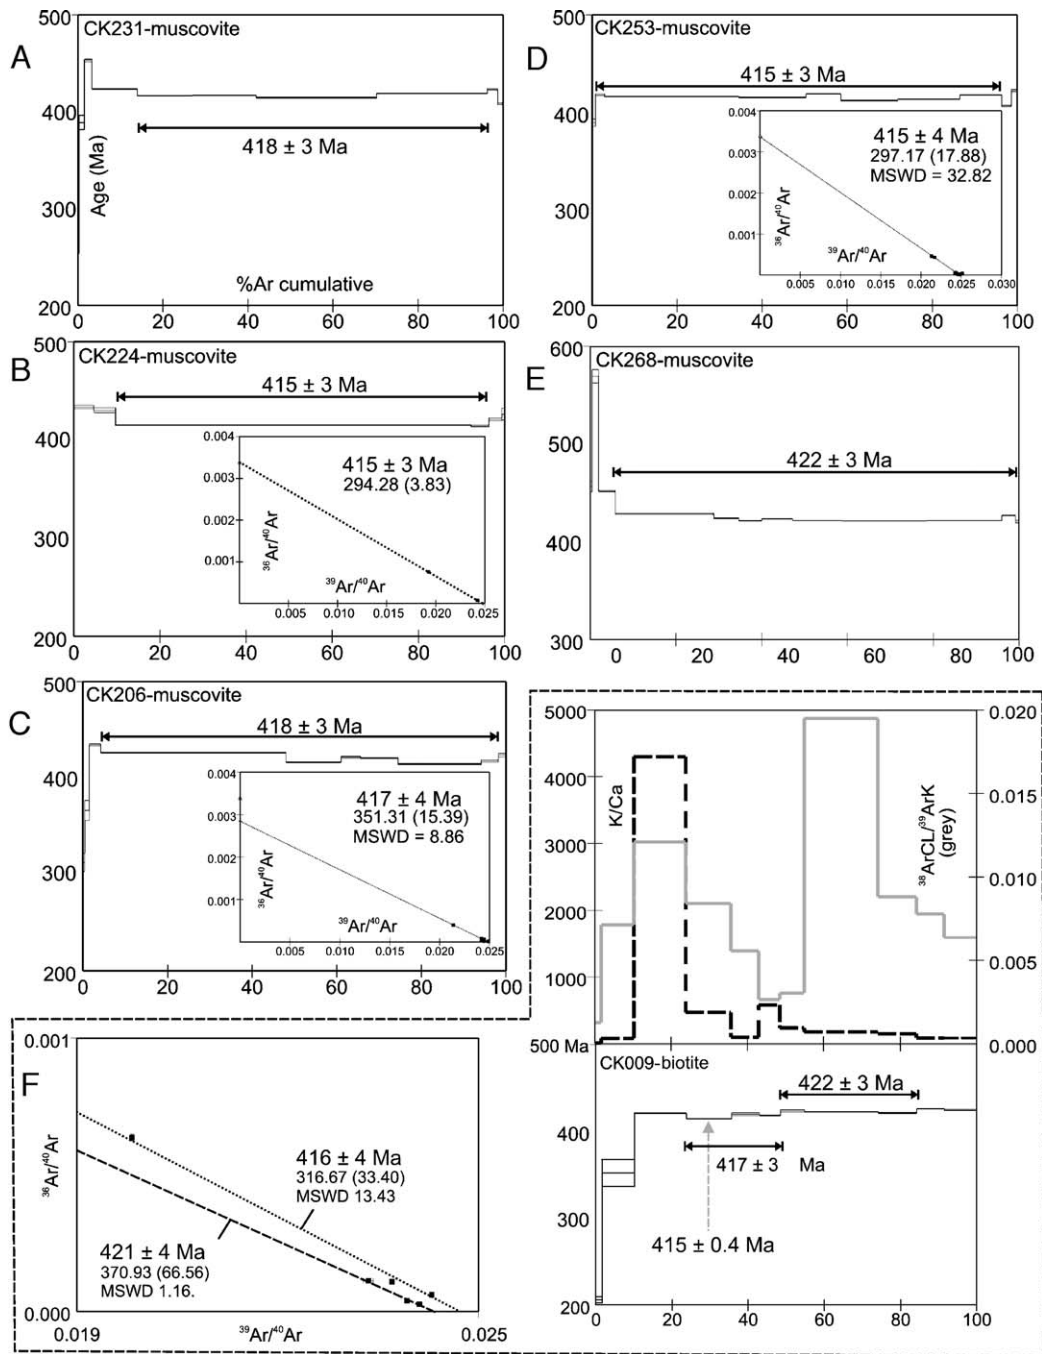 A
CK231-muscovite
500
400
300
200
Age (Ma)
418 ± 3 Ma
%Ar cumulative
0 20 40 60 80 100
B
CK224-muscovite
500
400
300
200
415 ± 3 Ma
0.004
0.003
0.002
0.001
415 ± 3 Ma
294.28 (3.83)
36Ar/40Ar
39Ar/40Ar
0.005 0.010 0.015 0.020 0.025
0 20 40 60 80 100
C
CK206-muscovite
500
400
300
200
418 ± 3 Ma
0.004
0.003
0.002
0.001
417 ± 4 Ma
351.31 (15.39)
MSWD = 8.86
36Ar/40Ar
39Ar/40Ar
0.005 0.010 0.015 0.020 0.025
0 20 40 60 80 100
D
CK253-muscovite
500
400
300
200
415 ± 3 Ma
0.004
0.003
0.002
0.001
415 ± 4 Ma
297.17 (17.88)
MSWD = 32.82
36Ar/40Ar
39Ar/40Ar
0.005 0.010 0.015 0.020 0.025 0.030
0 20 40 60 80 100
E
CK268-muscovite
600
500
400
300
422 ± 3 Ma
0 20 40 60 80 100
F
0.001
0.000
36Ar/40Ar
416 ± 4 Ma
316.67 (33.40)
MSWD 13.43
421 ± 4 Ma
370.93 (66.56)
MSWD 1.16.
0.019 0.025
39Ar/40Ar
5000
4000
3000
2000
1000
K/Ca
38ArCL/39ArK
(grey)
0.020
0.015
0.010
0.005
0.000
500 Ma
400
300
200
CK009-biotite
422 ± 3 Ma
417 ± 3 Ma
415 ± 0.4 Ma
0 20 40 60 80 100